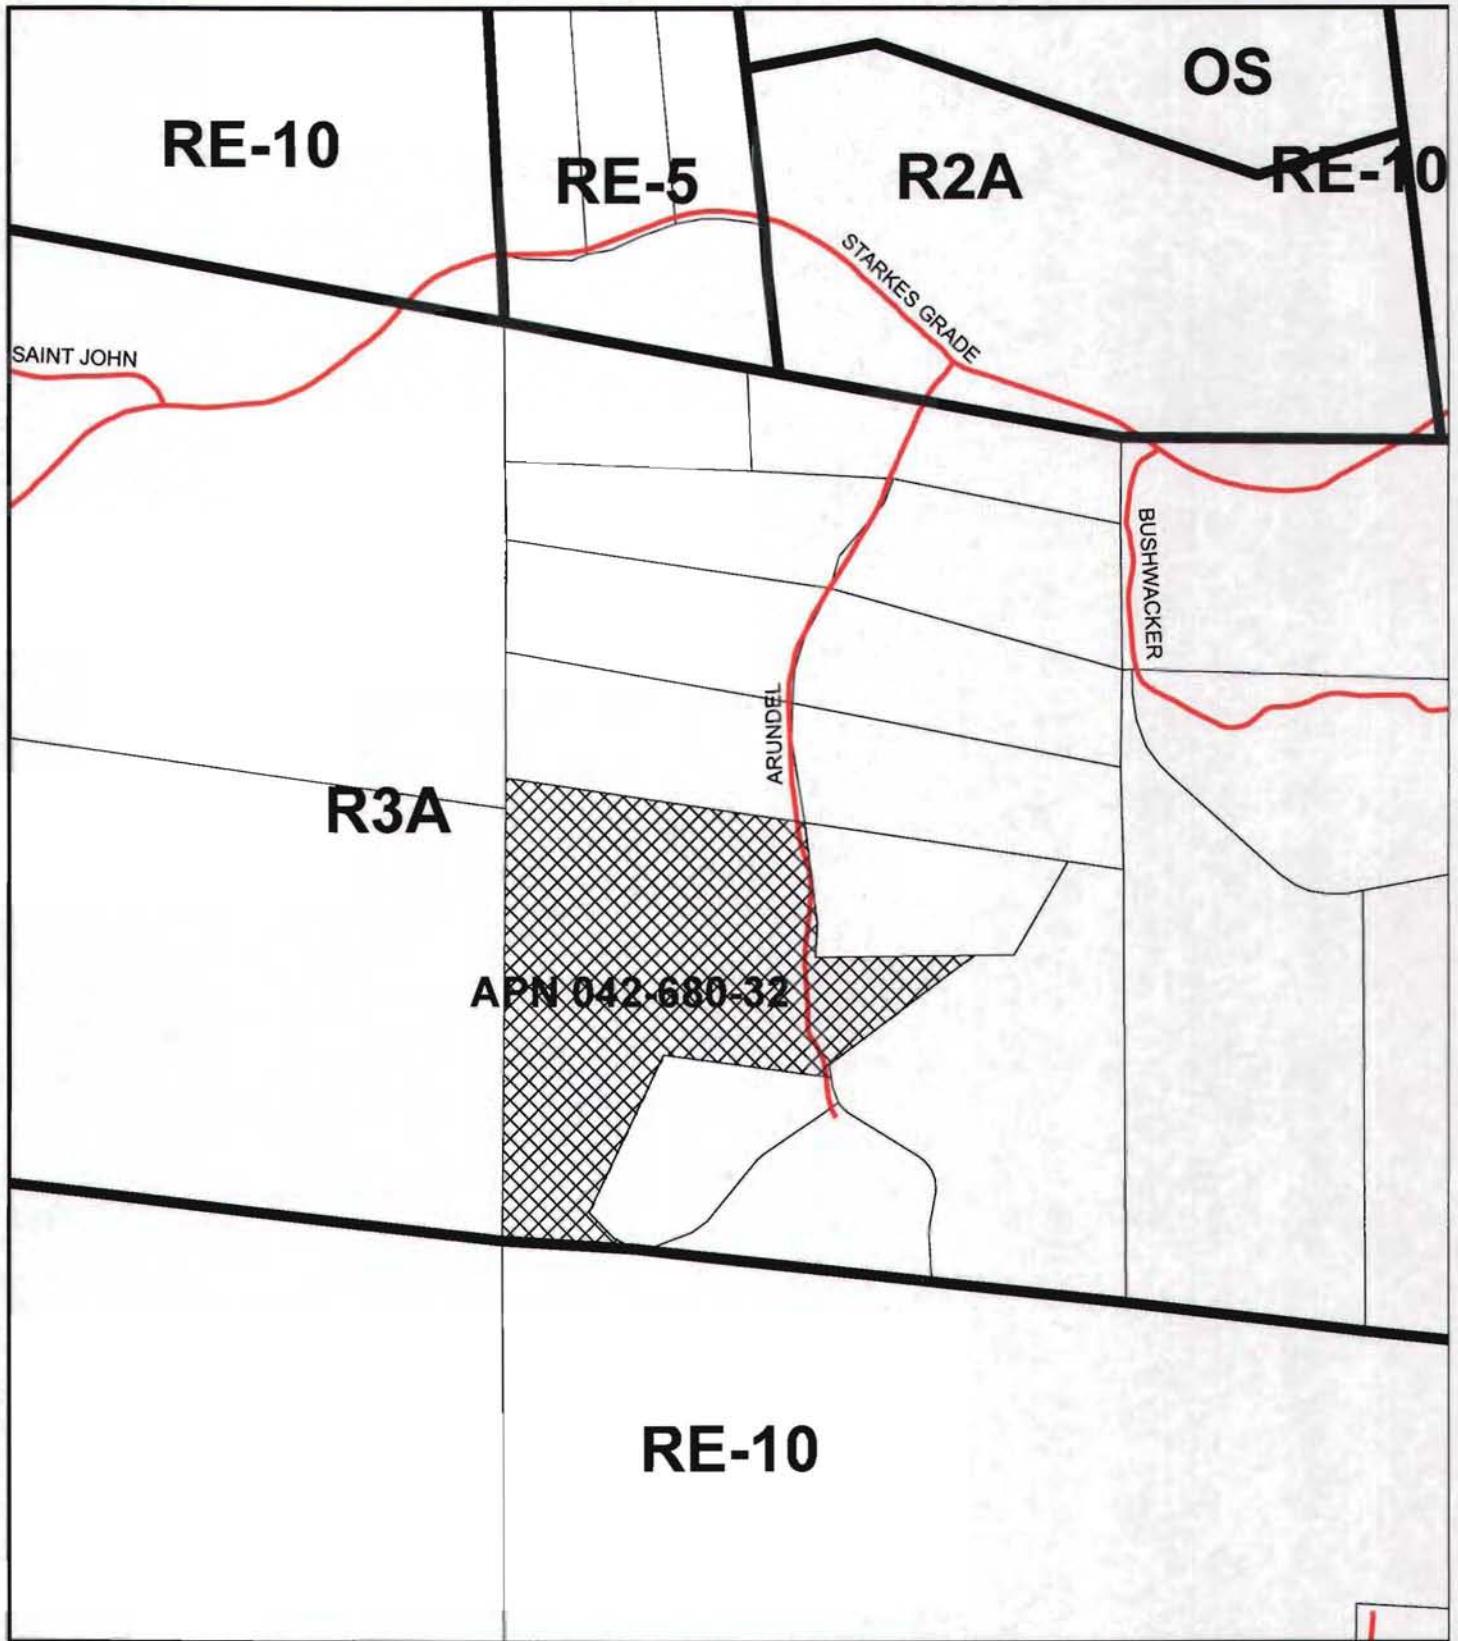 OS
RE-10
RE-5
R2A
RE-10
STARKES GRADE
SAINT JOHN
BUSHWACKER
ARUNDEL
R3A
APN 042-680-32
RE-10